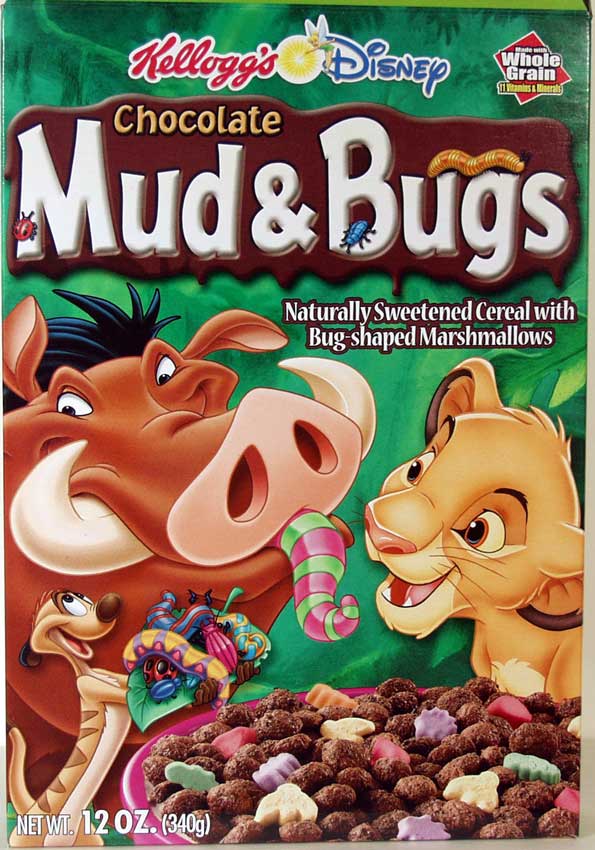 Kellogg's Disney
Made with
Whole
Grain
11 Vitamins & Minerals
Chocolate
Mud & Bugs
Naturally Sweetened Cereal with
Bug-shaped Marshmallows
NET WT. 12 OZ. (340g)